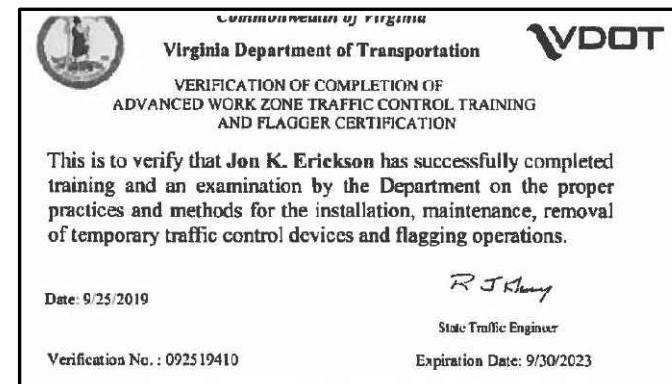 Commonwealth of Virginia
VDOT
Virginia Department of Transportation
VERIFICATION OF COMPLETION OF
ADVANCED WORK ZONE TRAFFIC CONTROL TRAINING
AND FLAGGER CERTIFICATION
This is to verify that Jon K. Erickson has successfully completed
training and an examination by the Department on the proper
practices and methods for the installation, maintenance, removal
of temporary traffic control devices and flagging operations.
Date: 9/25/2019
State Traffic Engineer
Verification No. : 092519410
Expiration Date: 9/30/2023